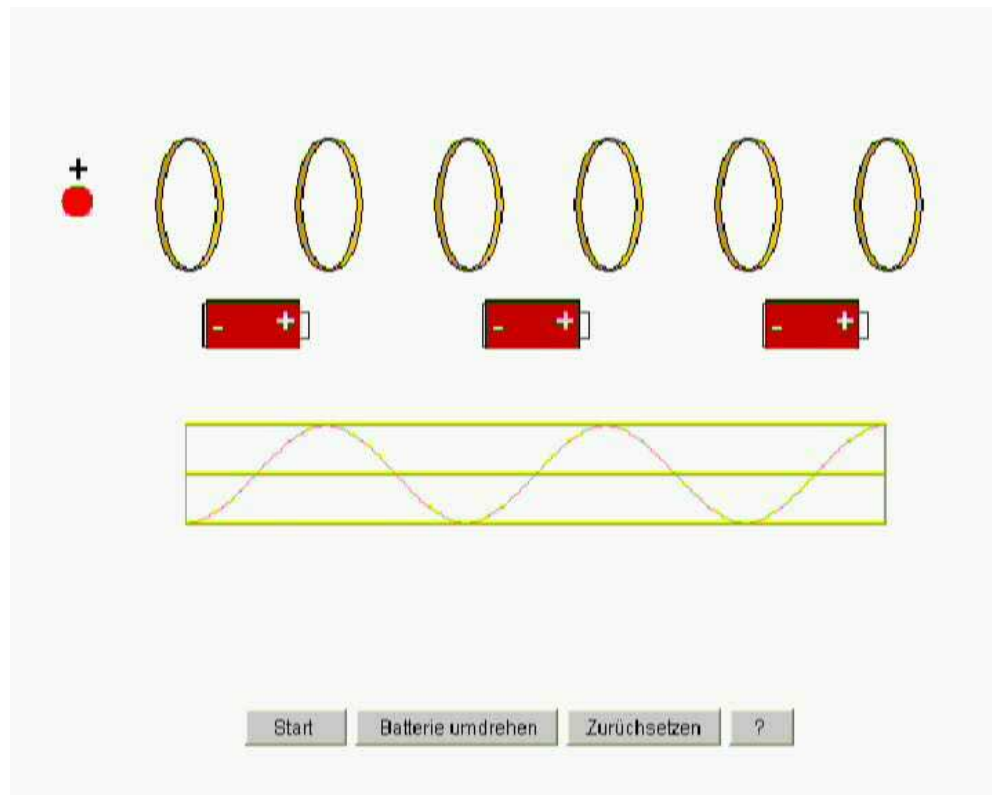 +
- + - + - +
Start Batterie umdrehen Zurüchsetzen ?